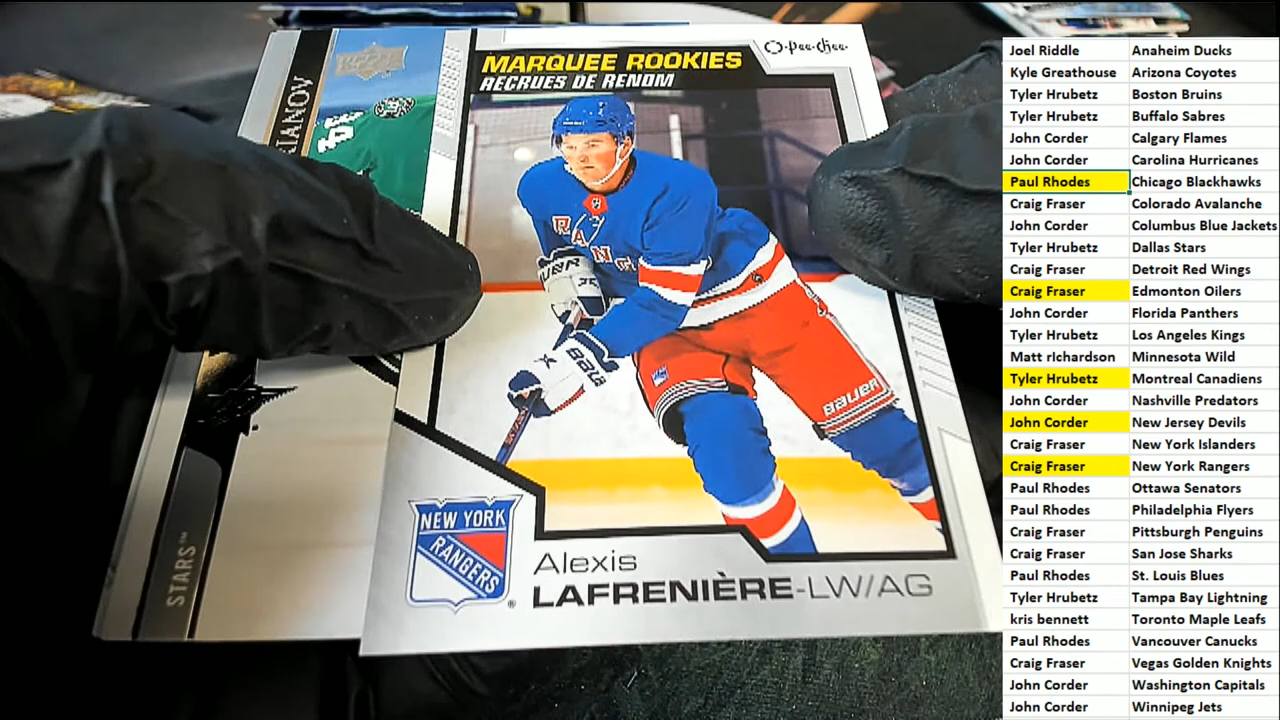 O-Pee-Chee
MARQUEE ROOKIES
RECRUES DE RENOM
RANG
BAUER
BAUER
NEW YORK
RANGERS
Alexis
LAFRENIÈRE-LW/AG
STARS™
UPPER DECK
IANOV
Joel Riddle Anaheim Ducks
Kyle Greathouse Arizona Coyotes
Tyler Hrubetz Boston Bruins
Tyler Hrubetz Buffalo Sabres
John Corder Calgary Flames
John Corder Carolina Hurricanes
Paul Rhodes Chicago Blackhawks
Craig Fraser Colorado Avalanche
John Corder Columbus Blue Jackets
Tyler Hrubetz Dallas Stars
Craig Fraser Detroit Red Wings
Craig Fraser Edmonton Oilers
John Corder Florida Panthers
Tyler Hrubetz Los Angeles Kings
Matt rIchardson Minnesota Wild
Tyler Hrubetz Montreal Canadiens
John Corder Nashville Predators
John Corder New Jersey Devils
Craig Fraser New York Islanders
Craig Fraser New York Rangers
Paul Rhodes Ottawa Senators
Paul Rhodes Philadelphia Flyers
Craig Fraser Pittsburgh Penguins
Craig Fraser San Jose Sharks
Paul Rhodes St. Louis Blues
Tyler Hrubetz Tampa Bay Lightning
kris bennett Toronto Maple Leafs
Paul Rhodes Vancouver Canucks
Craig Fraser Vegas Golden Knights
John Corder Washington Capitals
John Corder Winnipeg Jets